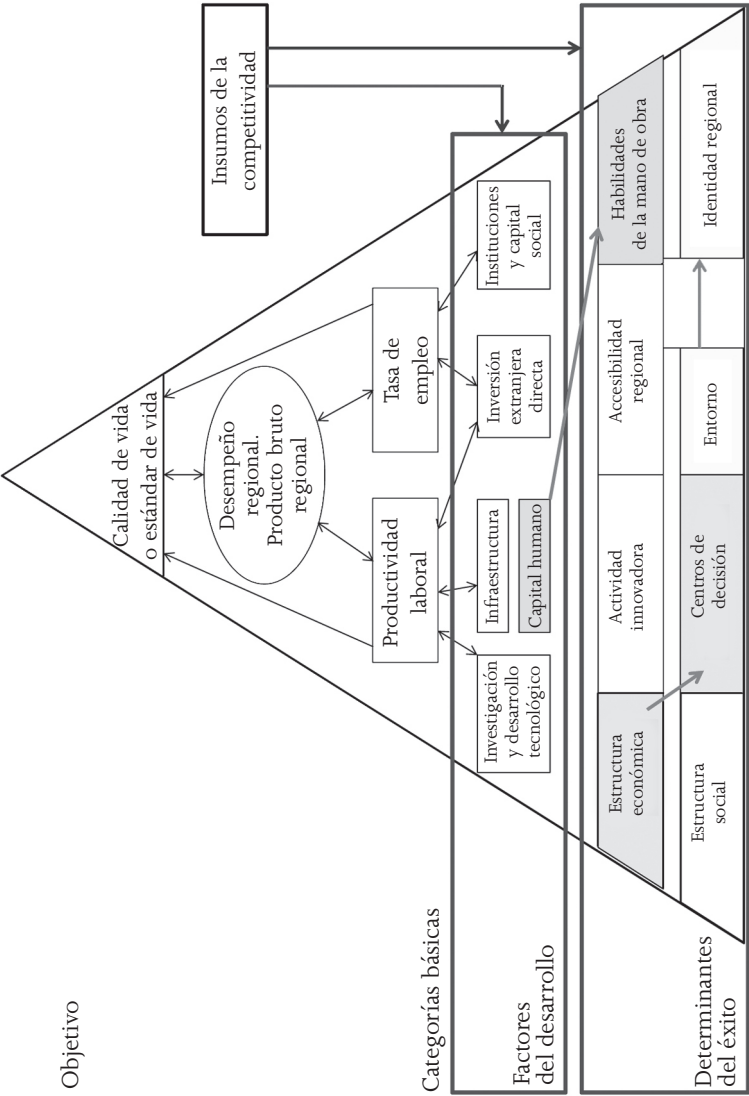 Objetivo
Insumos de la
competitividad
Calidad de vida
o estándar de vida
Desempeño
regional.
Producto bruto
regional
Categorías básicas
Productividad
laboral
Tasa de
empleo
Factores
del desarrollo
Investigación
y desarrollo
tecnológico
Infraestructura
Capital humano
Inversión
extranjera
directa
Instituciones
y capital
social
Determinantes
del éxito
Estructura
económica
Actividad
innovadora
Accesibilidad
regional
Habilidades
de la mano de obra
Estructura
social
Centros de
decisión
Entorno
Identidad regional